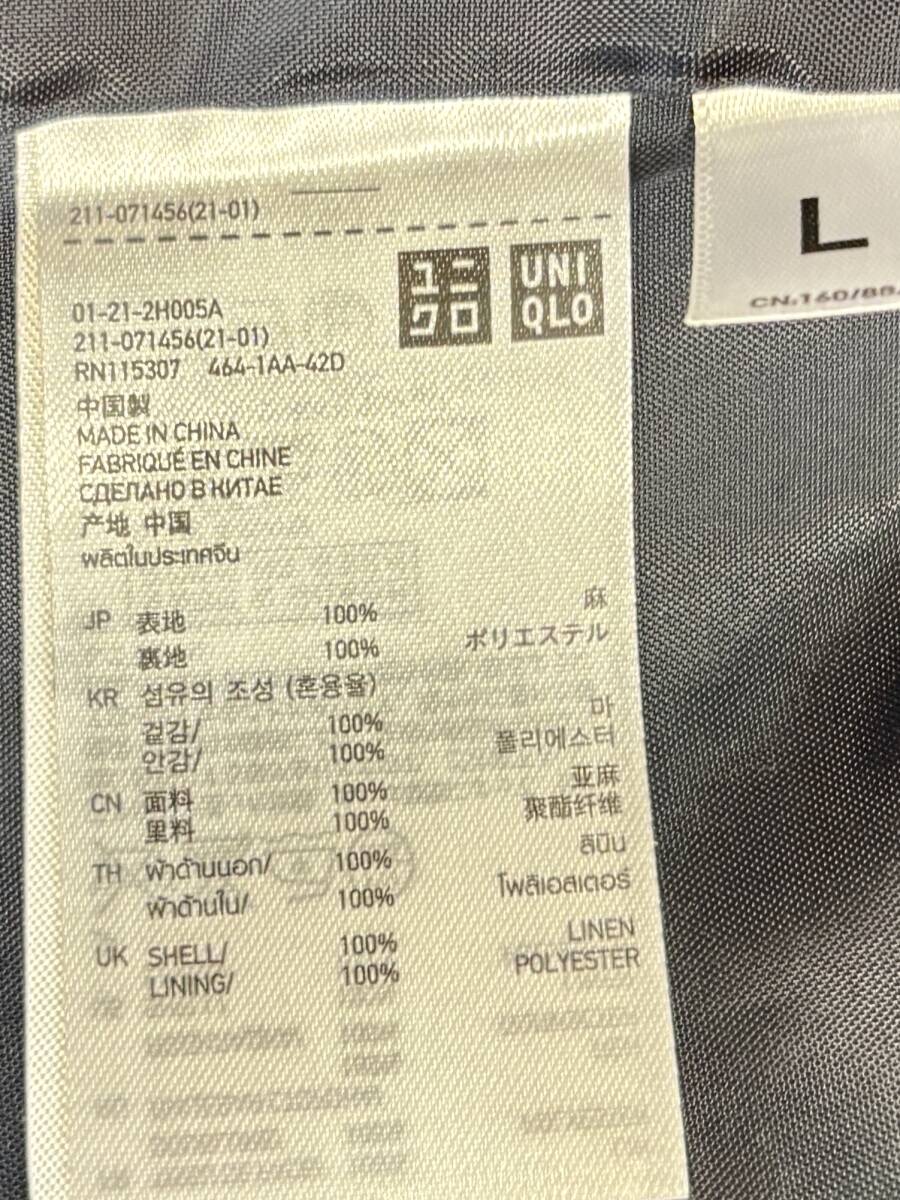 211-071456(21-01)
ユニ
クロ
UNI
QLO
01-21-2H005A
211-071456(21-01)
RN115307 464-1AA-42D
中国製
MADE IN CHINA
FABRIQUÉ EN CHINE
СДЕЛАНО В КИТАЕ
产地 中国
ผลิตในประเทศจีน
JP 表地 100% 麻
裏地 100% ポリエステル
KR 섬유의 조성 (혼용율)
겉감/ 100% 마
안감/ 100% 폴리에스터
CN 面料 100% 亚麻
里料 100% 聚酯纤维
TH ผ้าด้านนอก/ 100% ลินิน
ผ้าด้านใน/ 100% โพลิเอสเตอร์
UK SHELL/ 100% LINEN
LINING/ 100% POLYESTER
L
CN:160/88